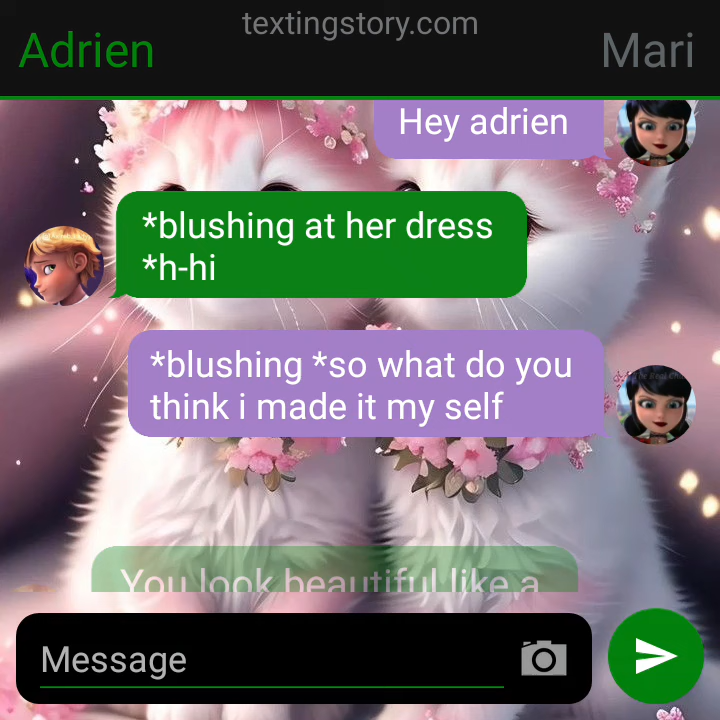 textingstory.com
Adrien
Mari
Hey adrien
*blushing at her dress
*h-hi
*blushing *so what do you
think i made it my self
You look beautiful like a
Message